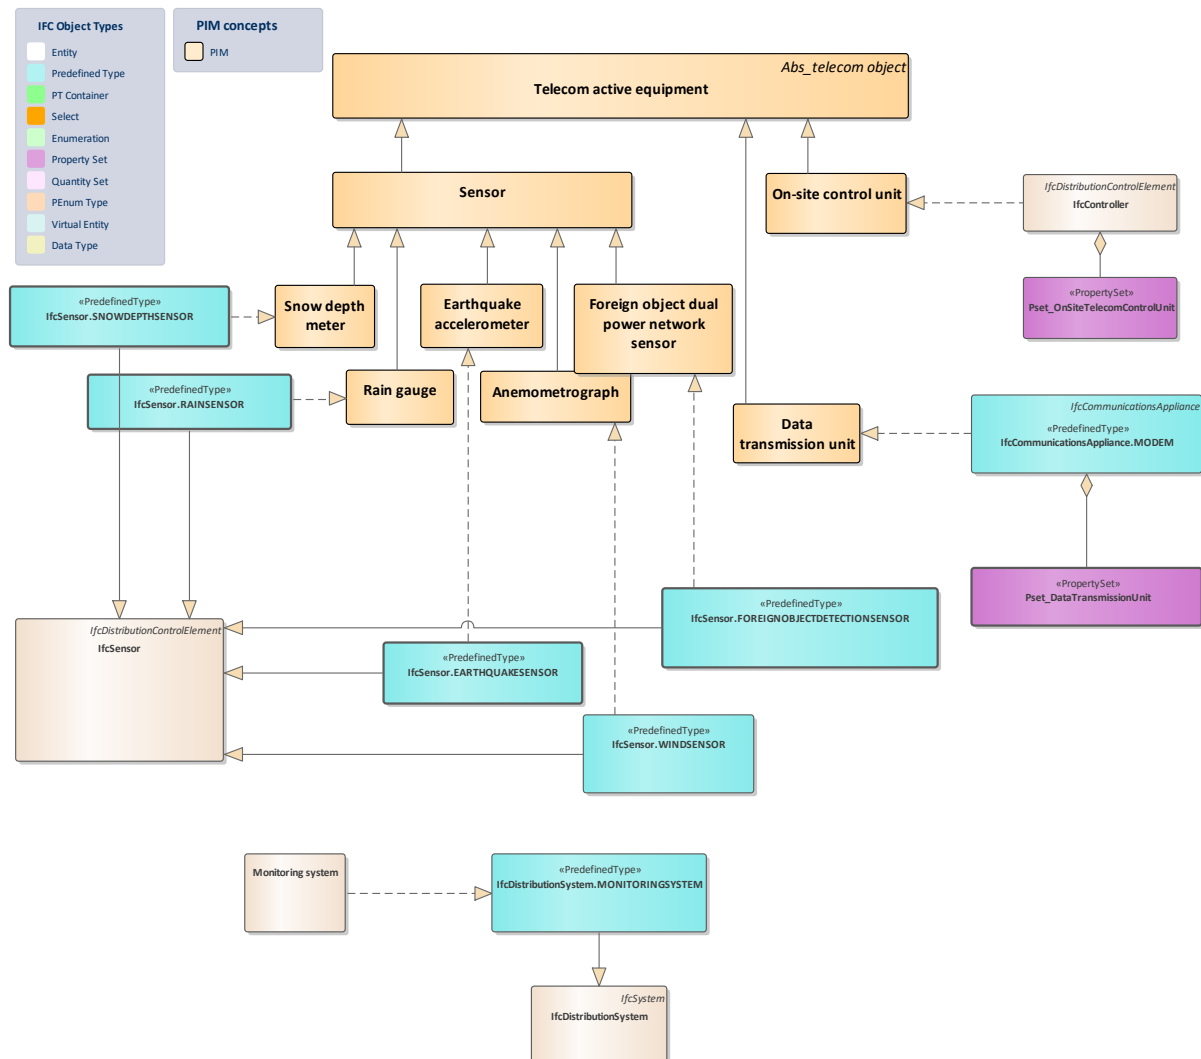 IFC Object Types
Entity
Predefined Type
PT Container
Select
Enumeration
Property Set
Quantity Set
PEnum Type
Virtual Entity
Data Type
PIM concepts
PIM
Abs_telecom object
Telecom active equipment
Sensor
On-site control unit
IfcDistributionControlElement
IfcController
«PropertySet»
Pset_OnSiteTelecomControlUnit
«PredefinedType»
IfcSensor.SNOWDEPTHSENSOR
Snow depth
meter
Earthquake
accelerometer
Foreign object dual
power network
sensor
«PredefinedType»
IfcSensor.RAINSENSOR
Rain gauge
Anemometrograph
Data
transmission unit
IfcCommunicationsAppliance
«PredefinedType»
IfcCommunicationsAppliance.MODEM
«PropertySet»
Pset_DataTransmissionUnit
IfcDistributionControlElement
IfcSensor
«PredefinedType»
IfcSensor.FOREIGNOBJECTDETECTIONSENSOR
«PredefinedType»
IfcSensor.EARTHQUAKESENSOR
«PredefinedType»
IfcSensor.WINDSENSOR
Monitoring system
«PredefinedType»
IfcDistributionSystem.MONITORINGSYSTEM
IfcSystem
IfcDistributionSystem